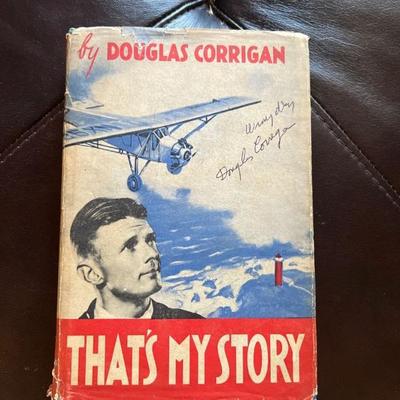 by DOUGLAS CORRIGAN
Wrong Way
Douglas Corrigan
THAT'S MY STORY